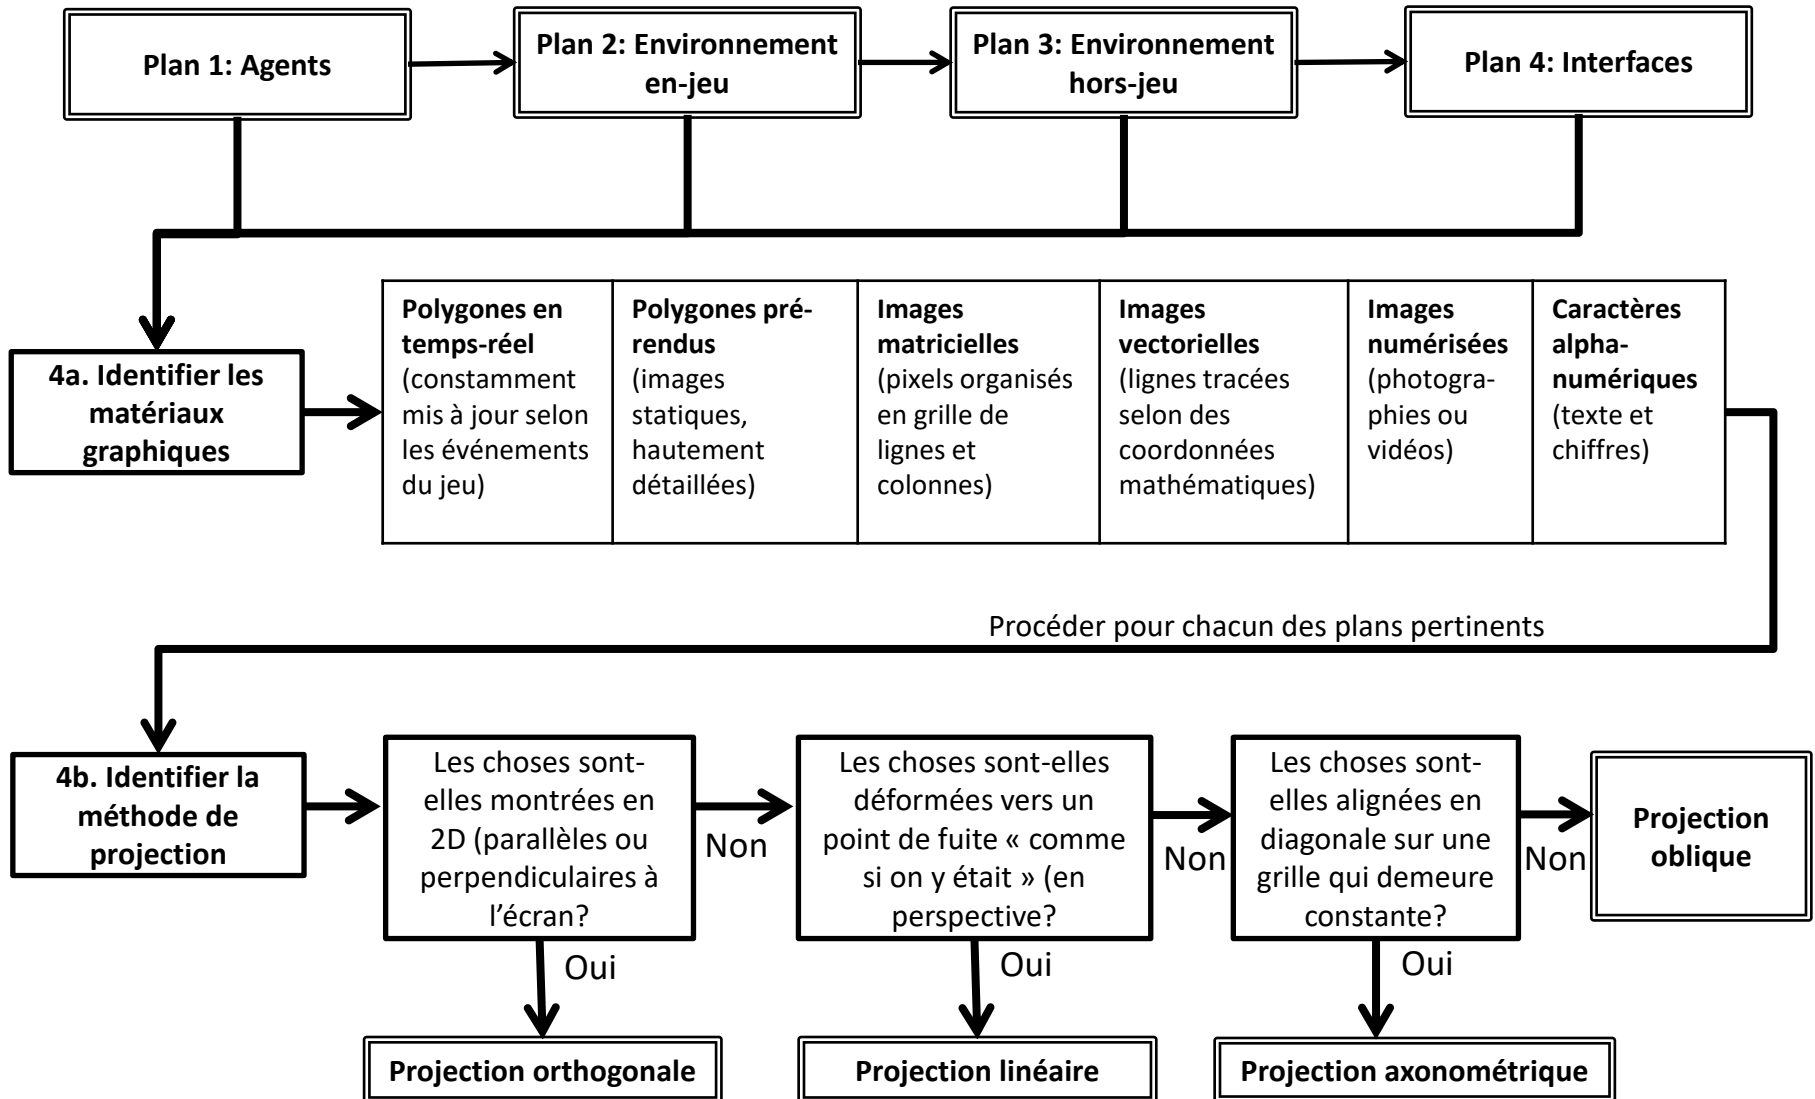 Plan 1: Agents
Plan 2: Environnement
en-jeu
Plan 3: Environnement
hors-jeu
Plan 4: Interfaces
4a. Identifier les
matériaux
graphiques
Polygones en
temps-réel
(constamment
mis à jour selon
les événements
du jeu)
Polygones pré-
rendus
(images
statiques,
hautement
détaillées)
Images
matricielles
(pixels organisés
en grille de
lignes et
colonnes)
Images
vectorielles
(lignes tracées
selon des
coordonnées
mathématiques)
Images
numérisées
(photogra-
phies ou
vidéos)
Caractères
alpha-
numériques
(texte et
chiffres)
Procéder pour chacun des plans pertinents
4b. Identifier la
méthode de
projection
Les choses sont-
elles montrées en
2D (parallèles ou
perpendiculaires à
l'écran?
Non
Les choses sont-elles
déformées vers un
point de fuite « comme
si on y était » (en
perspective?
Non
Les choses sont-
elles alignées en
diagonale sur une
grille qui demeure
constante?
Non
Projection
oblique
Oui
Oui
Oui
Projection orthogonale
Projection linéaire
Projection axonométrique